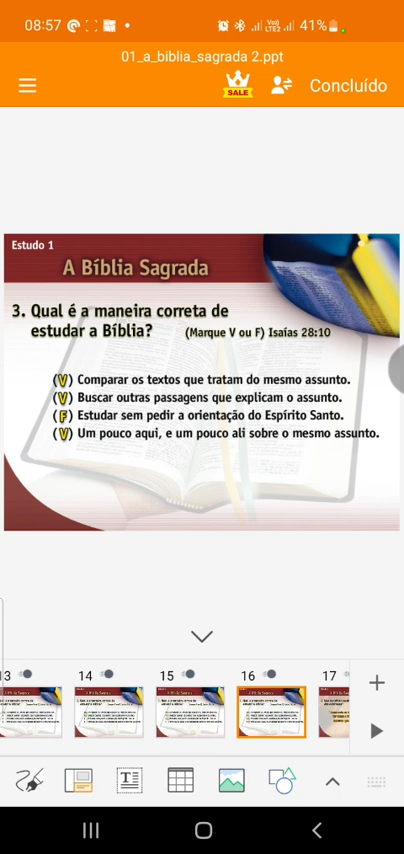 08:57
Voj)
LTE2
41%
01_a_biblia_sagrada 2.ppt
SALE
Concluído
Estudo 1
A Bíblia Sagrada
3. Qual é a maneira correta de
estudar a Bíblia? (Marque V ou F) Isaías 28:10
(V) Comparar os textos que tratam do mesmo assunto.
(V) Buscar outras passagens que explicam o assunto.
(F) Estudar sem pedir a orientação do Espírito Santo.
(V) Um pouco aqui, e um pouco ali sobre o mesmo assunto.
13 14 15 16 17
T